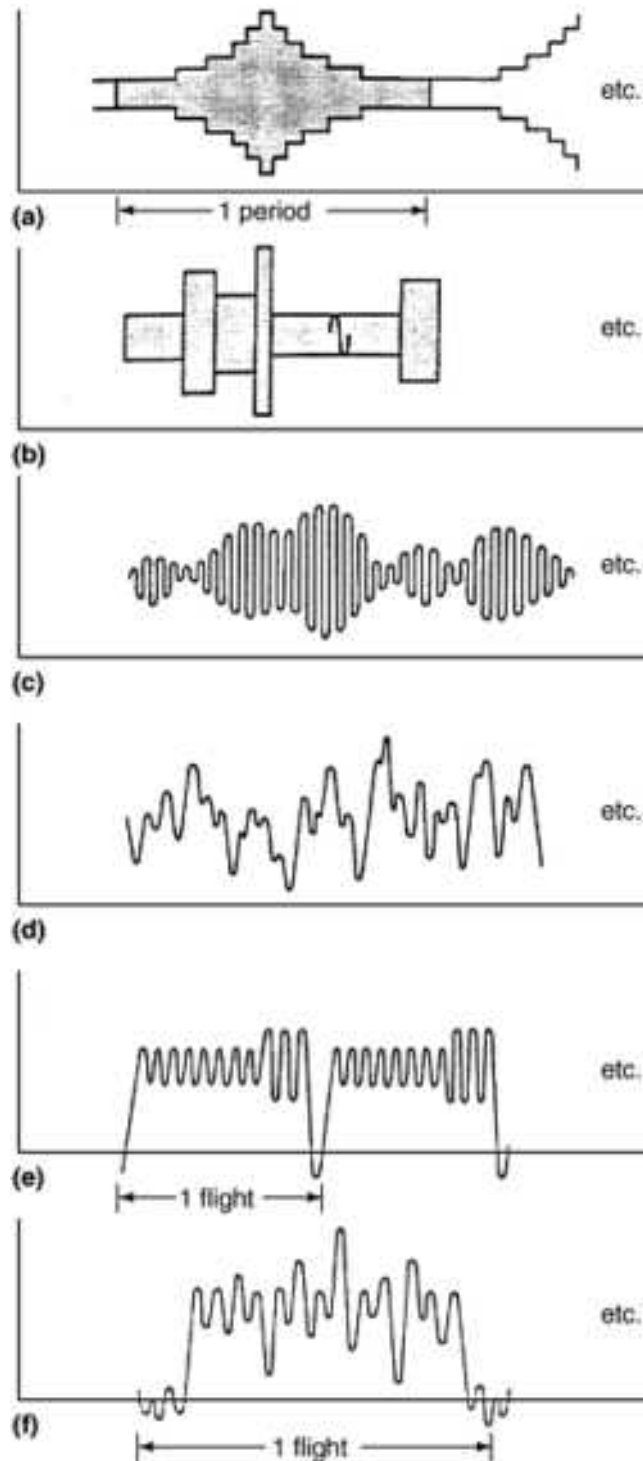 etc.
(a)
1 period
etc.
(b)
etc.
(c)
etc.
(d)
etc.
(e)
1 flight
etc.
(f)
1 flight